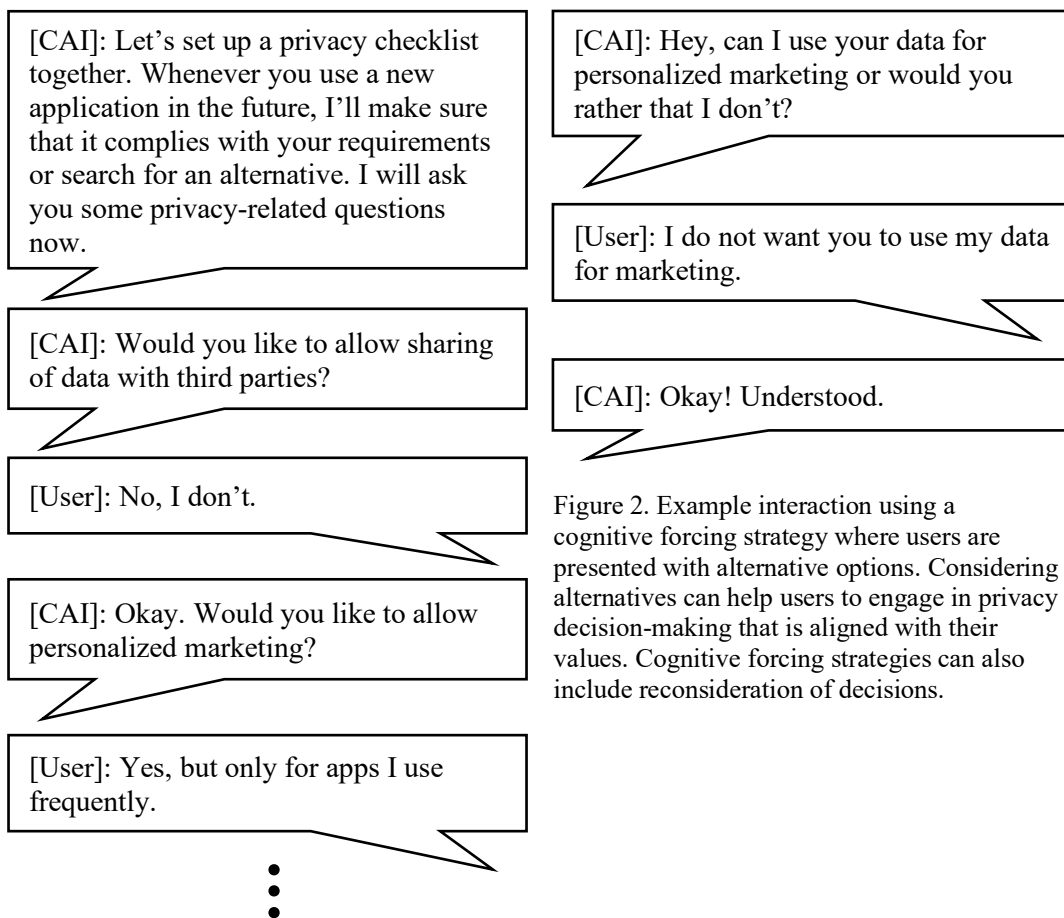 [CAI]: Let’s set up a privacy checklist
together. Whenever you use a new
application in the future, I’ll make sure
that it complies with your requirements
or search for an alternative. I will ask
you some privacy-related questions
now.
[CAI]: Would you like to allow sharing
of data with third parties?
[User]: No, I don’t.
[CAI]: Okay. Would you like to allow
personalized marketing?
[User]: Yes, but only for apps I use
frequently.
[CAI]: Hey, can I use your data for
personalized marketing or would you
rather that I don’t?
[User]: I do not want you to use my data
for marketing.
[CAI]: Okay! Understood.
Figure 2. Example interaction using a
cognitive forcing strategy where users are
presented with alternative options. Considering
alternatives can help users to engage in privacy
decision-making that is aligned with their
values. Cognitive forcing strategies can also
include reconsideration of decisions.